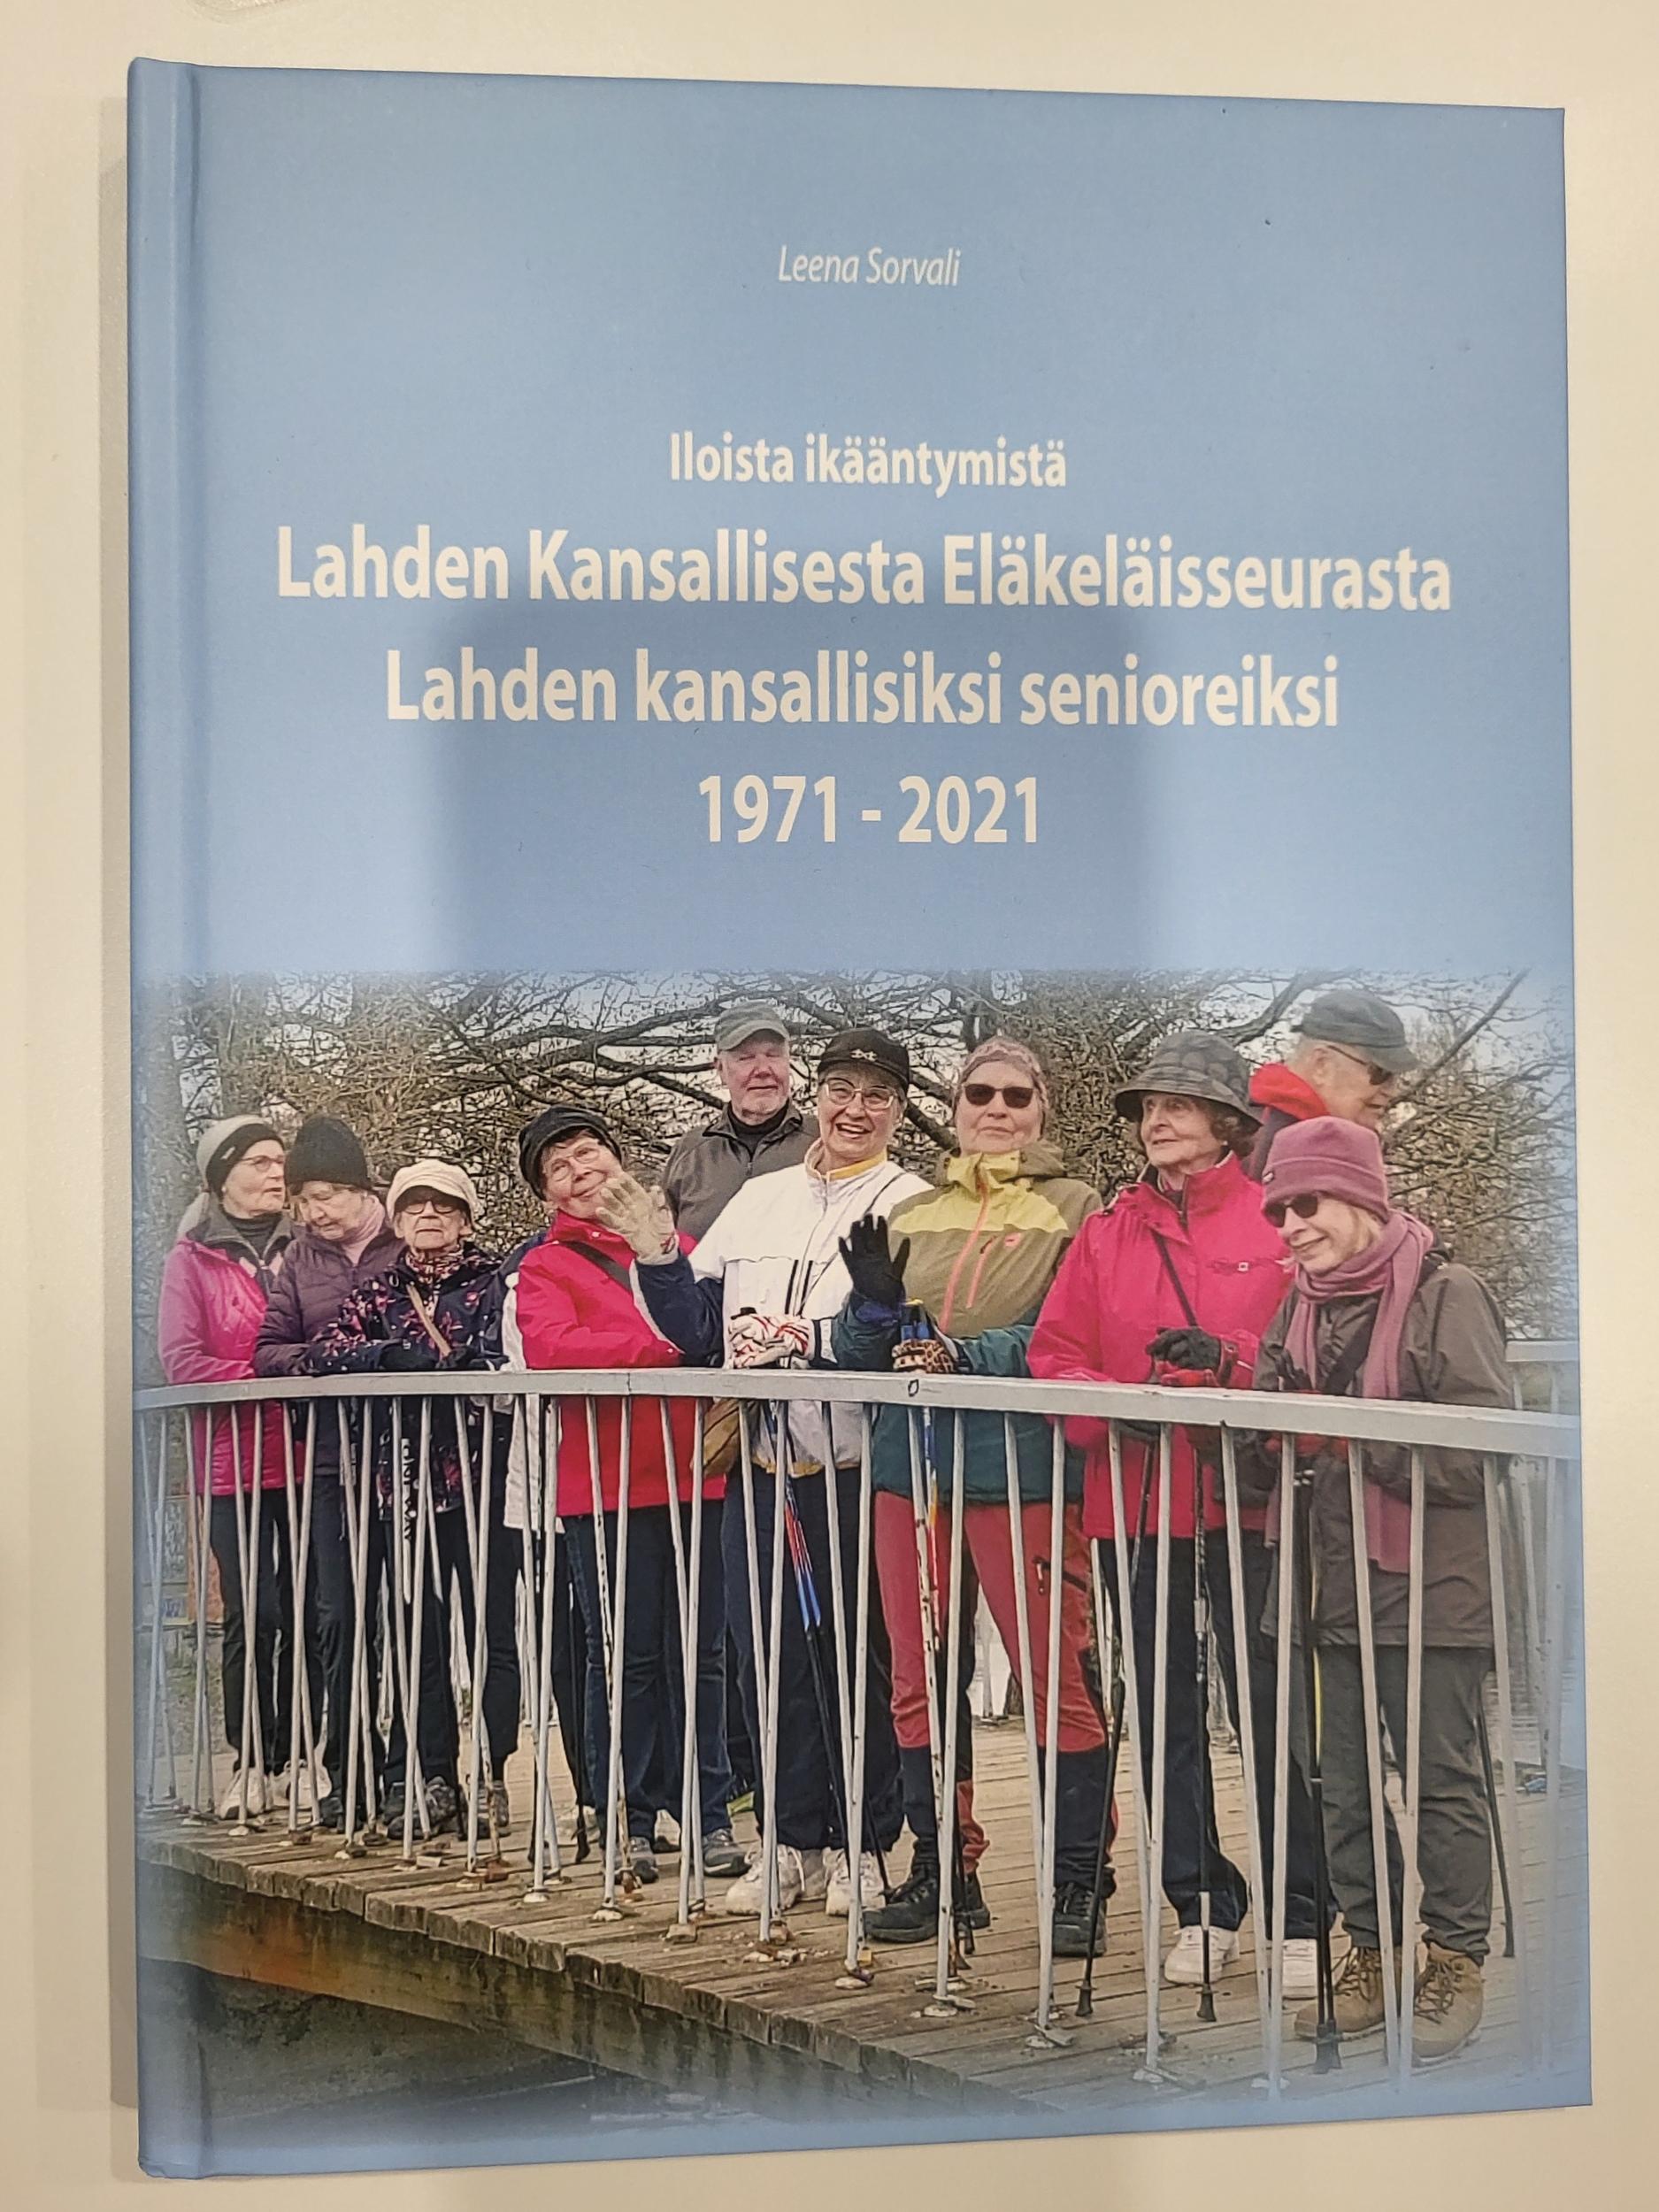 Leena Sorvali
Iloista ikääntymistä
Lahden Kansallisesta Eläkeläisseurasta
Lahden kansallisiksi senioreiksi
1971 - 2021